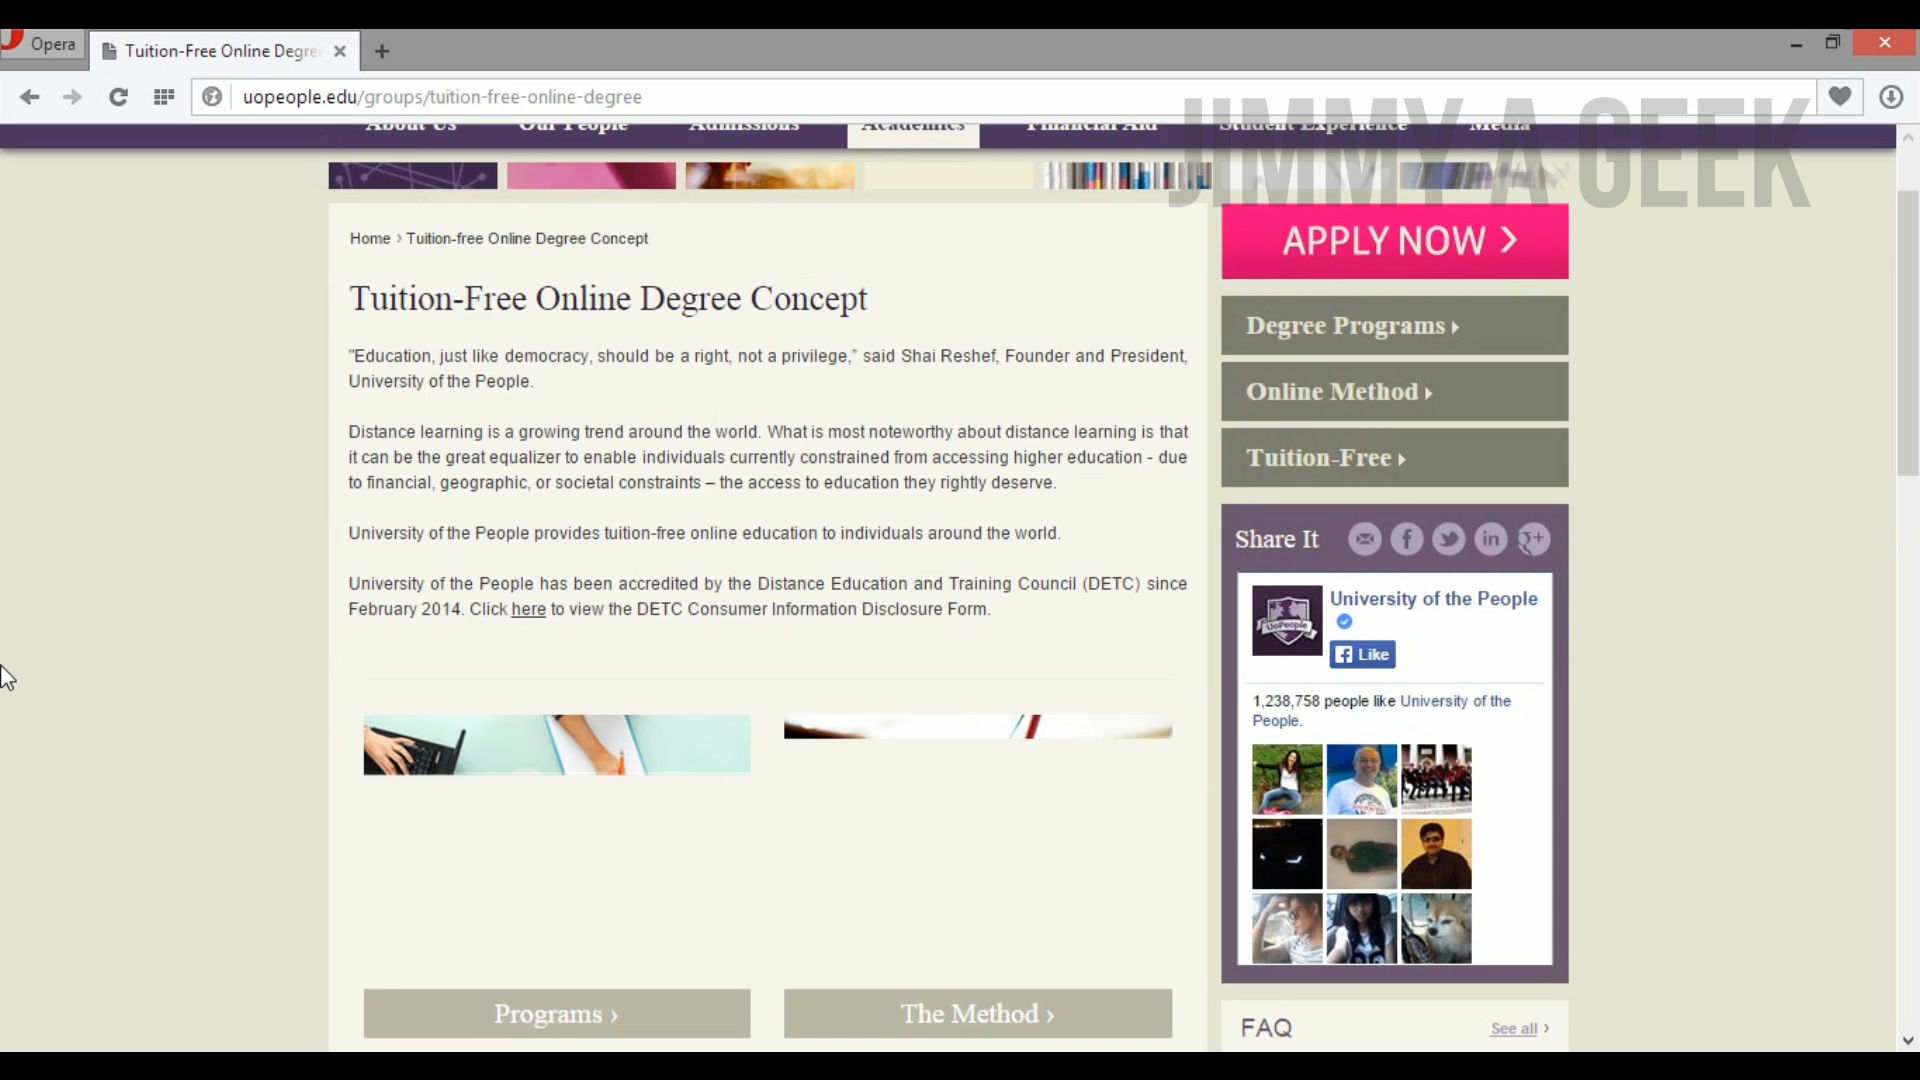 Opera
Tuition-Free Online Degre
uopeople.edu/groups/tuition-free-online-degree
JIMMY A GEEK
About Us Our People Admissions Academics Financial Aid Student Experience Media
Home › Tuition-free Online Degree Concept
Tuition-Free Online Degree Concept
"Education, just like democracy, should be a right, not a privilege,” said Shai Reshef, Founder and President,
University of the People.
Distance learning is a growing trend around the world. What is most noteworthy about distance learning is that
it can be the great equalizer to enable individuals currently constrained from accessing higher education - due
to financial, geographic, or societal constraints – the access to education they rightly deserve.
University of the People provides tuition-free online education to individuals around the world.
University of the People has been accredited by the Distance Education and Training Council (DETC) since
February 2014. Click here to view the DETC Consumer Information Disclosure Form.
Programs ›
The Method ›
APPLY NOW >
Degree Programs
Online Method
Tuition-Free
Share It
UoPeople
University of the People
Like
1,238,758 people like University of the
People.
FAQ
See all ›